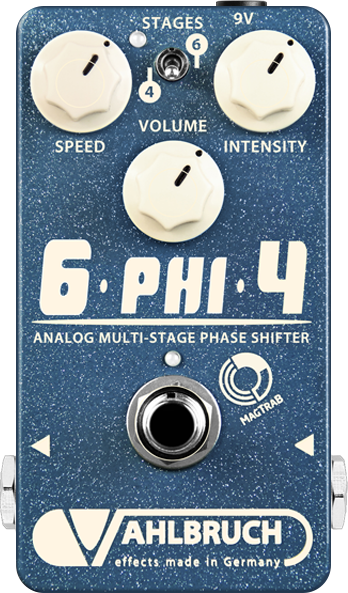 STAGES
9V
6
4
SPEED
VOLUME
INTENSITY
6·PHI·4
ANALOG MULTI-STAGE PHASE SHIFTER
MAGTRAB
VAHLBRUCH
effects made in Germany